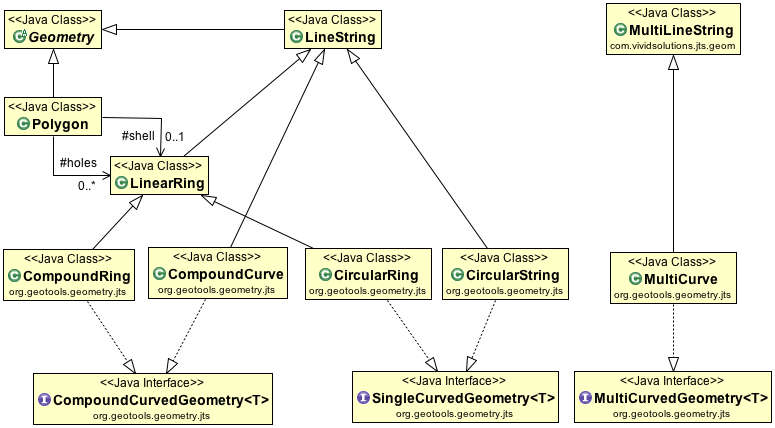 <<Java Class>>
Geometry
<<Java Class>>
LineString
<<Java Class>>
MultiLineString
com.vividsolutions.jts.geom
<<Java Class>>
Polygon
#shell
0..1
#holes
0..*
<<Java Class>>
LinearRing
<<Java Class>>
CompoundRing
org.geotools.geometry.jts
<<Java Class>>
CompoundCurve
org.geotools.geometry.jts
<<Java Class>>
CircularRing
org.geotools.geometry.jts
<<Java Class>>
CircularString
org.geotools.geometry.jts
<<Java Class>>
MultiCurve
org.geotools.geometry.jts
<<Java Interface>>
CompoundCurvedGeometry<T>
org.geotools.geometry.jts
<<Java Interface>>
SingleCurvedGeometry<T>
org.geotools.geometry.jts
<<Java Interface>>
MultiCurvedGeometry<T>
org.geotools.geometry.jts